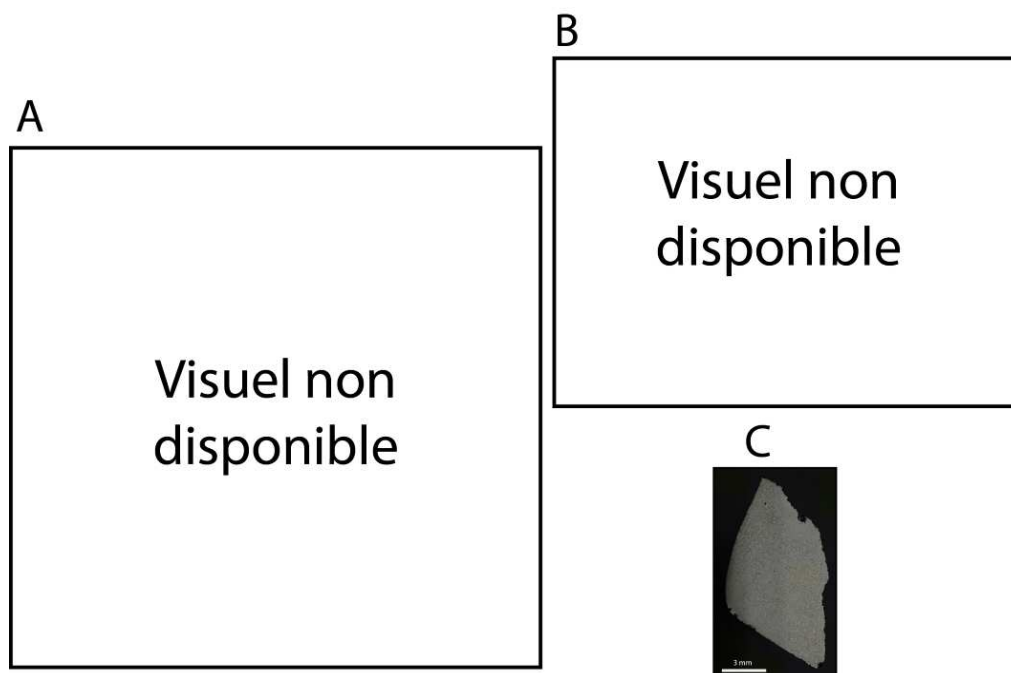 A
Visuel non
disponible
B
Visuel non
disponible
C
3 mm